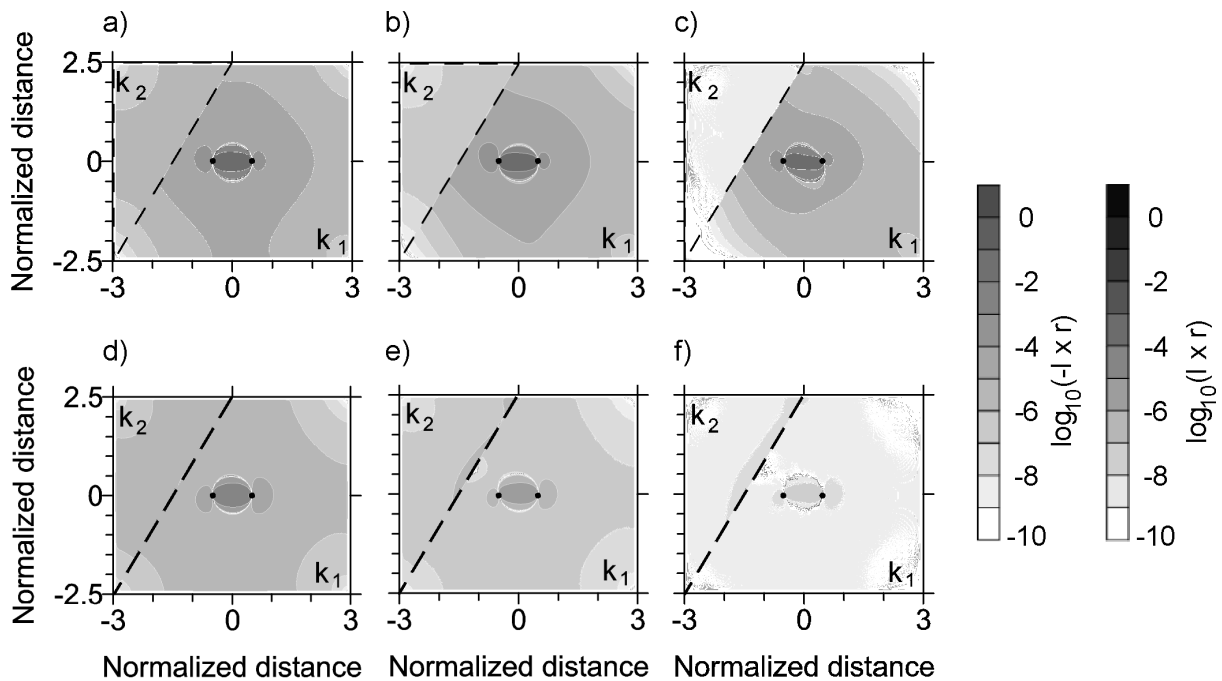 a) b) c)
Normalized distance
2.5 0 -2.5
k 2 k 1
k 2 k 1
k 2 k 1
-3 0 3 -3 0 3 -3 0 3
d) e) f)
Normalized distance
2.5 0 -2.5
k 2 k 1
k 2 k 1
k 2 k 1
-3 0 3 -3 0 3 -3 0 3
Normalized distance Normalized distance Normalized distance
0 -2 -4 -6 -8 -10
log10(-I x r)
0 -2 -4 -6 -8 -10
log10(I x r)